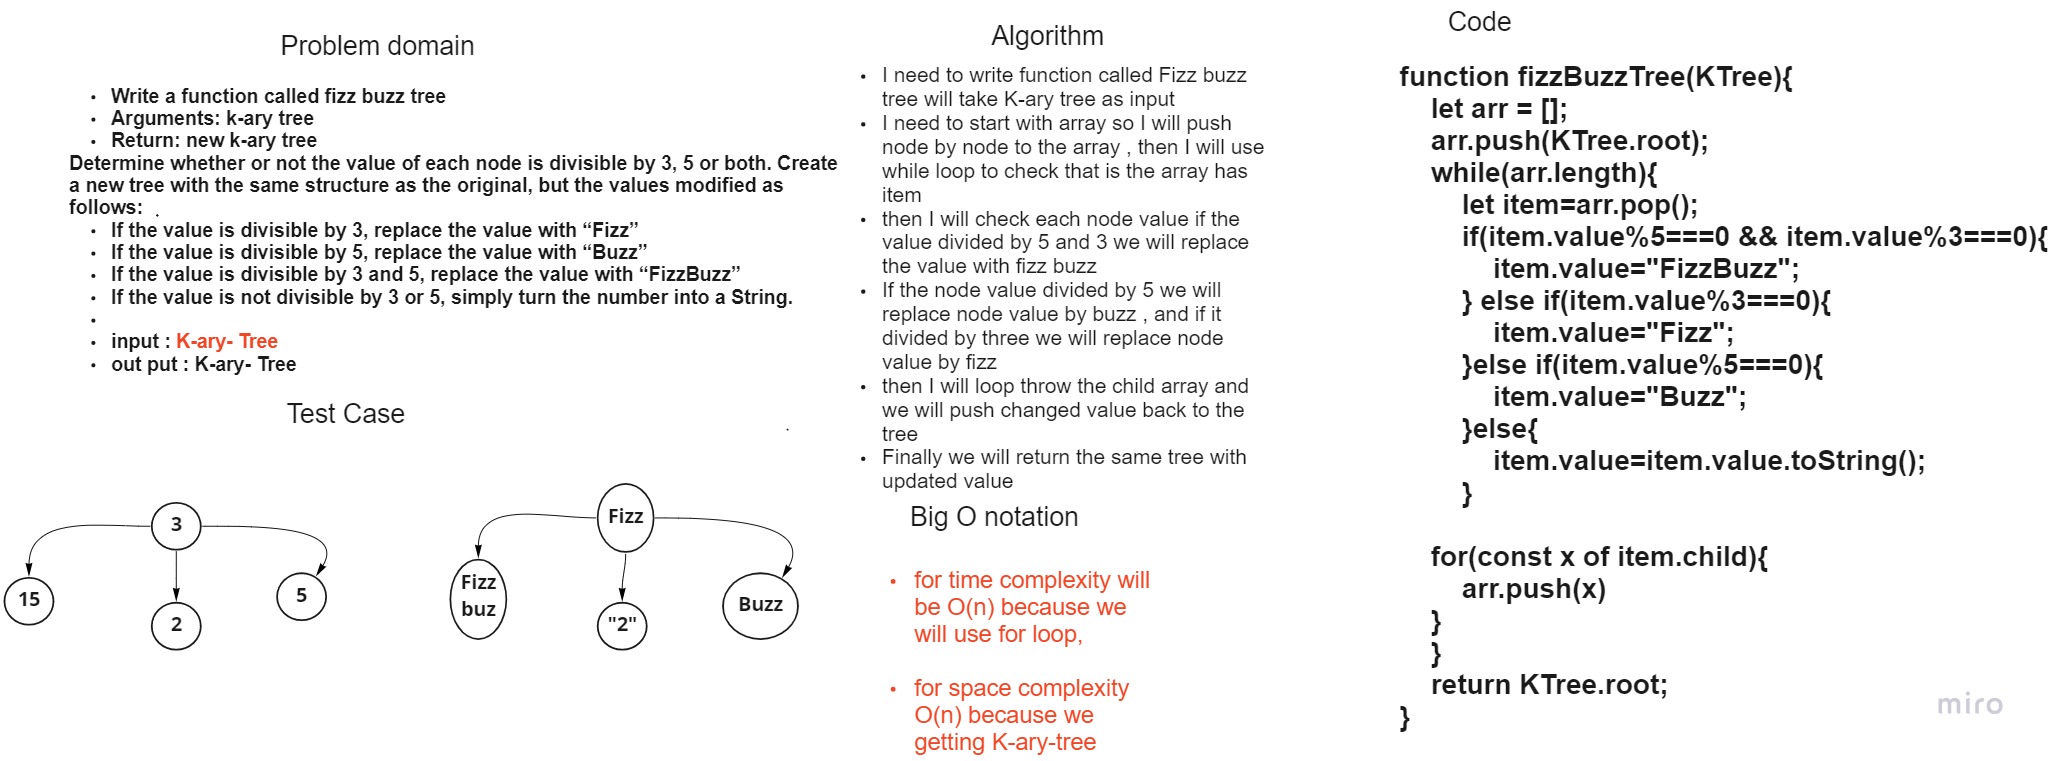 Problem domain
• Write a function called fizz buzz tree
• Arguments: k-ary tree
• Return: new k-ary tree
Determine whether or not the value of each node is divisible by 3, 5 or both. Create
a new tree with the same structure as the original, but the values modified as
follows:
• If the value is divisible by 3, replace the value with “Fizz”
• If the value is divisible by 5, replace the value with “Buzz”
• If the value is divisible by 3 and 5, replace the value with “FizzBuzz”
• If the value is not divisible by 3 or 5, simply turn the number into a String.
•
• input : K-ary- Tree
• out put : K-ary- Tree
Test Case
3
15
2
5
Fizz
Fizz
buz
"2"
Buzz
Algorithm
• I need to write function called Fizz buzz
tree will take K-ary tree as input
• I need to start with array so I will push
node by node to the array , then I will use
while loop to check that is the array has
item
• then I will check each node value if the
value divided by 5 and 3 we will replace
the value with fizz buzz
• If the node value divided by 5 we will
replace node value by buzz , and if it
divided by three we will replace node
value by fizz
• then I will loop throw the child array and
we will push changed value back to the
tree
• Finally we will return the same tree with
updated value
Big O notation
• for time complexity will
be O(n) because we
will use for loop,
• for space complexity
O(n) because we
getting K-ary-tree
Code
function fizzBuzzTree(KTree){
let arr = [];
arr.push(KTree.root);
while(arr.length){
let item=arr.pop();
if(item.value%5===0 && item.value%3===0){
item.value="FizzBuzz";
} else if(item.value%3===0){
item.value="Fizz";
}else if(item.value%5===0){
item.value="Buzz";
}else{
item.value=item.value.toString();
}
for(const x of item.child){
arr.push(x)
}
}
return KTree.root;
}
miro